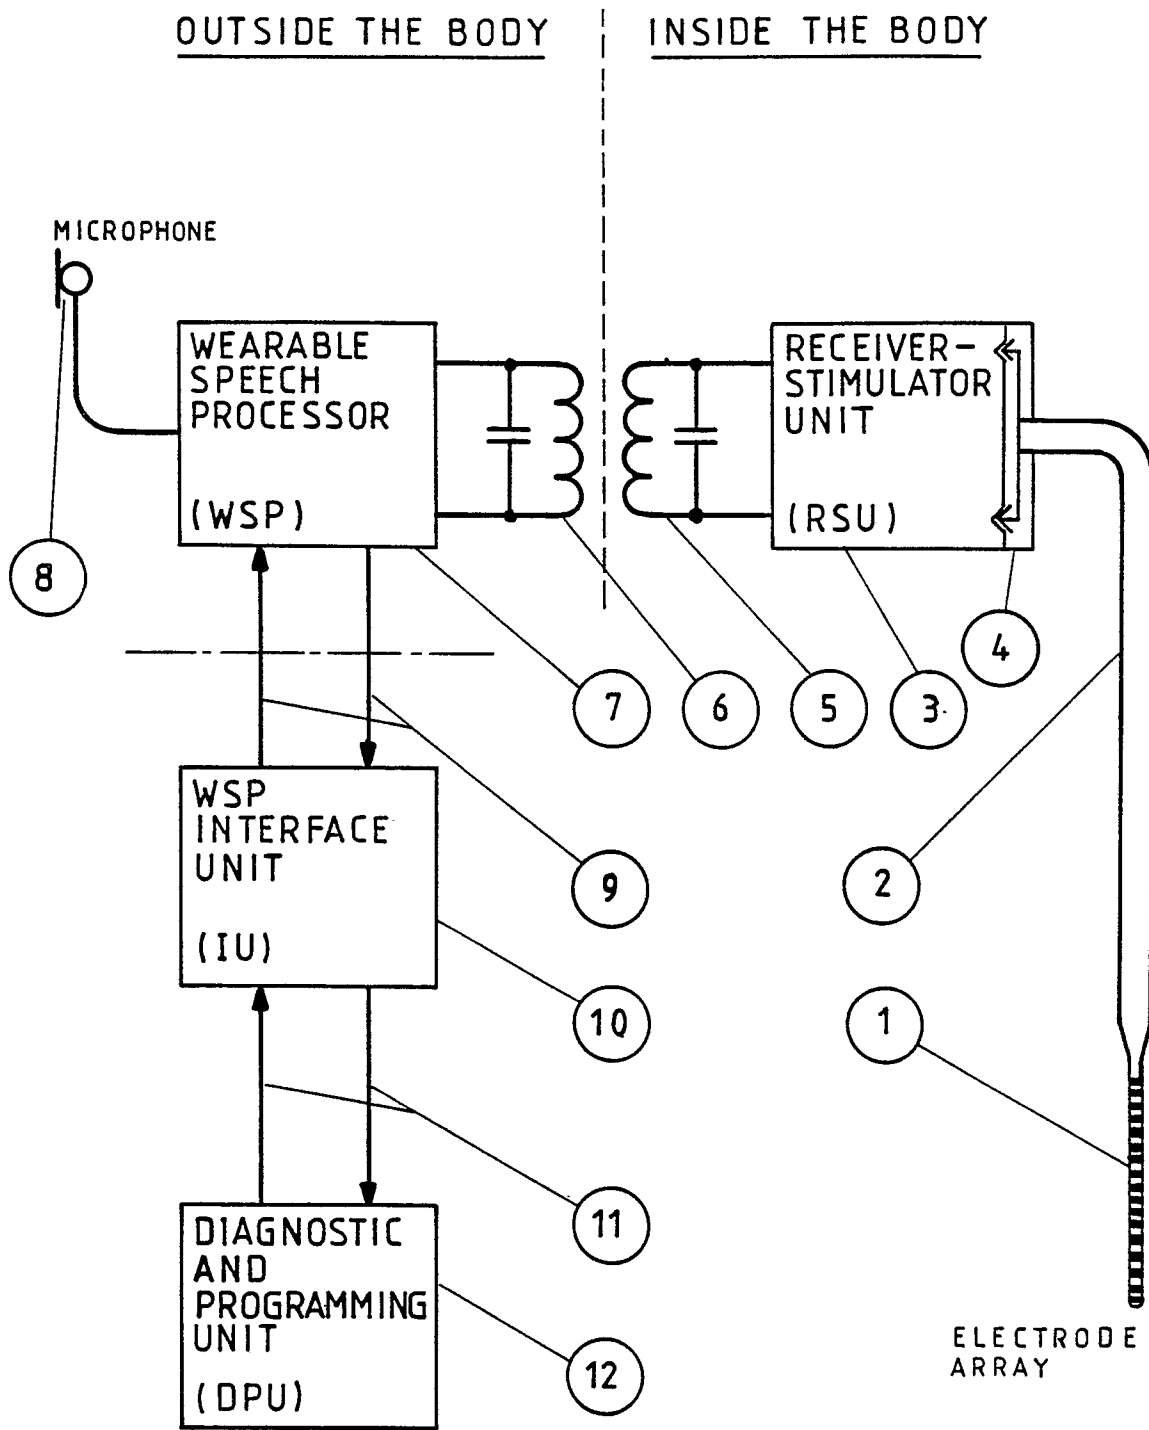 OUTSIDE THE BODY
INSIDE THE BODY
MICROPHONE
WEARABLE
SPEECH
PROCESSOR
(WSP)
RECEIVER-
STIMULATOR
UNIT
(RSU)
8
4
7
6
5
3
WSP
INTERFACE
UNIT
(IU)
9
2
10
1
DIAGNOSTIC
AND
PROGRAMMING
UNIT
(DPU)
11
12
ELECTRODE
ARRAY